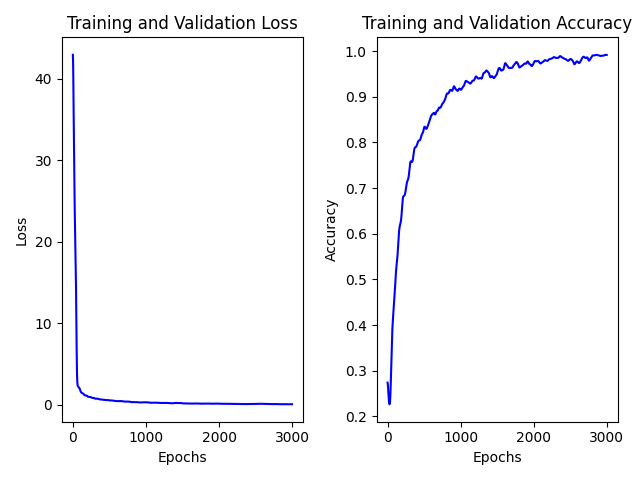 Training and Validation Loss
Training and Validation Accuracy
Loss
40
30
20
10
0
0 1000 2000 3000
Epochs
Accuracy
1.0
0.9
0.8
0.7
0.6
0.5
0.4
0.3
0.2
0 1000 2000 3000
Epochs